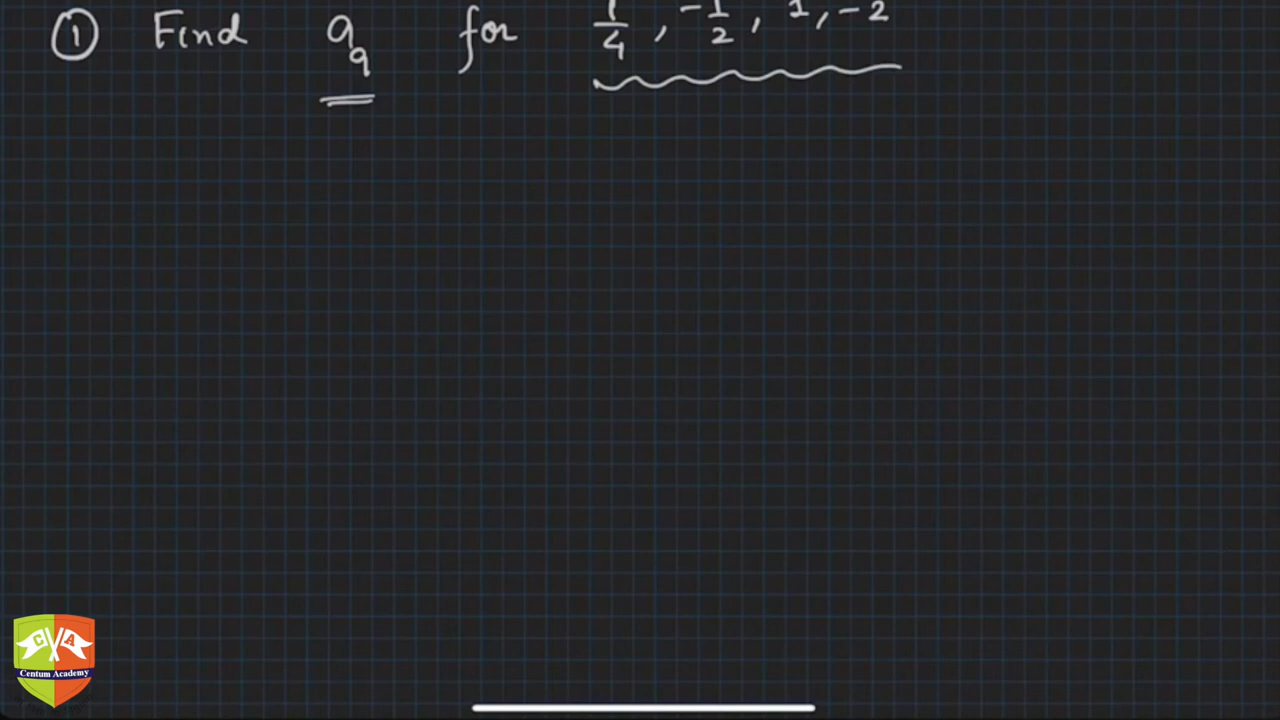 ① Find a₉ for 1/4, -1/2, 1, -2
C A
Centum Academy